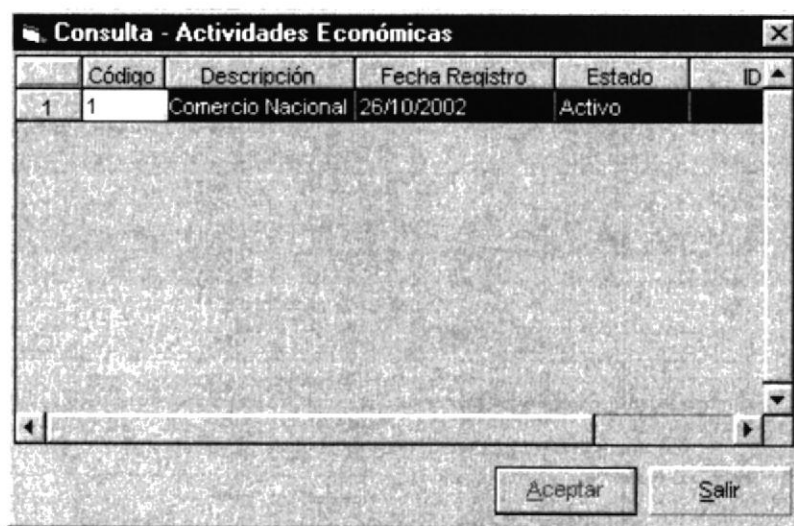 Consulta - Actividades Económicas
Código Descripción Fecha Registro Estado ID
1 1 Comercio Nacional 26/10/2002 Activo
Aceptar Salir